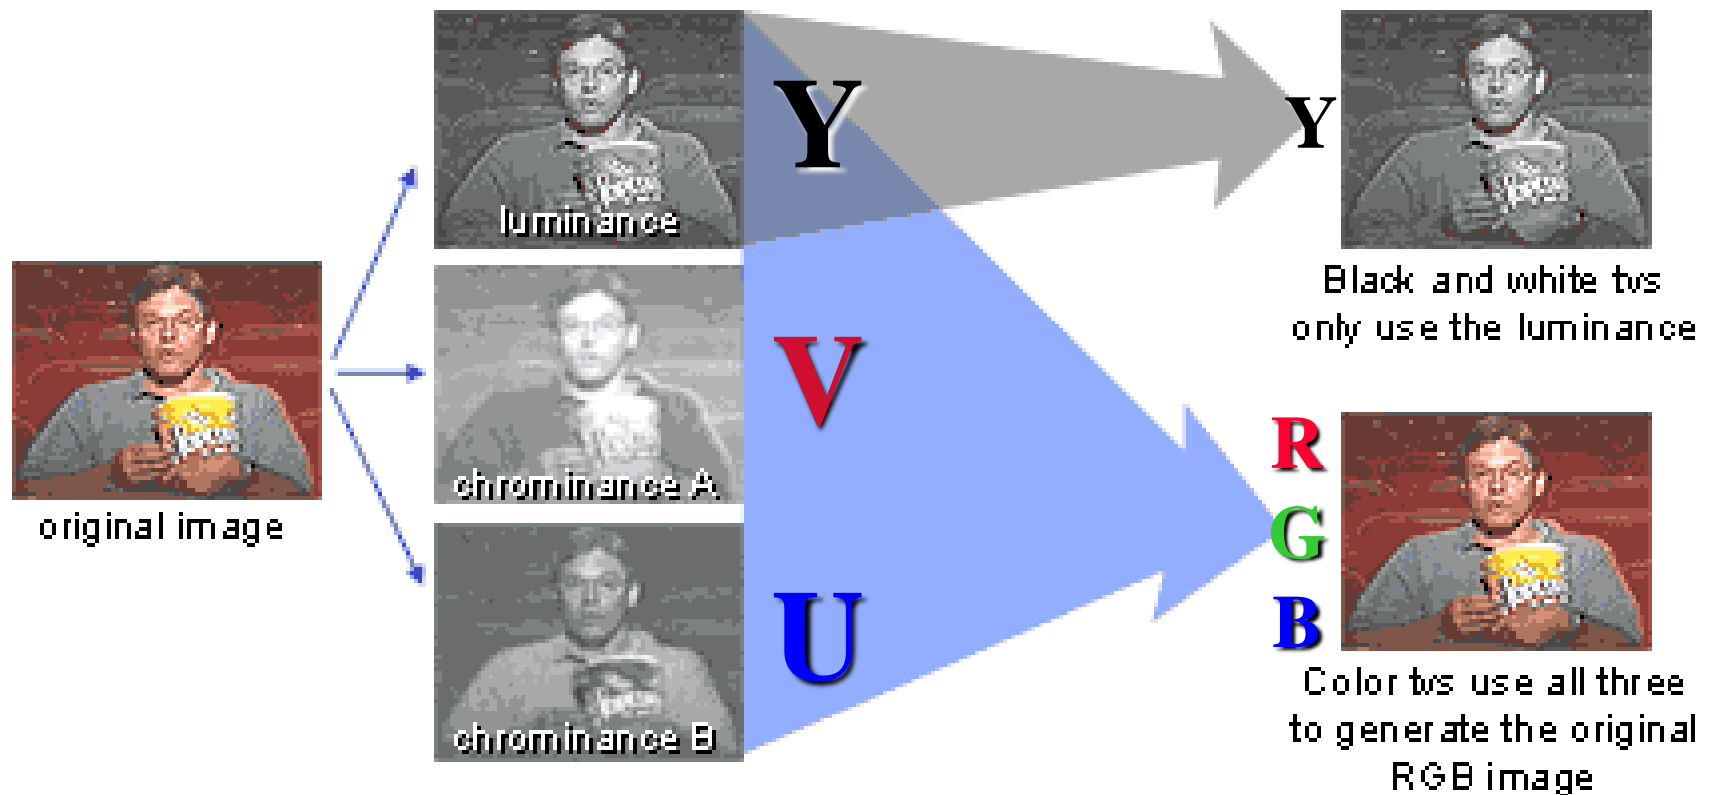 original image
luminance
chrominance A
chrominance B
Y
V
U
Y
Black and white tvs
only use the luminance
R
G
B
Color tvs use all three
to generate the original
RGB image